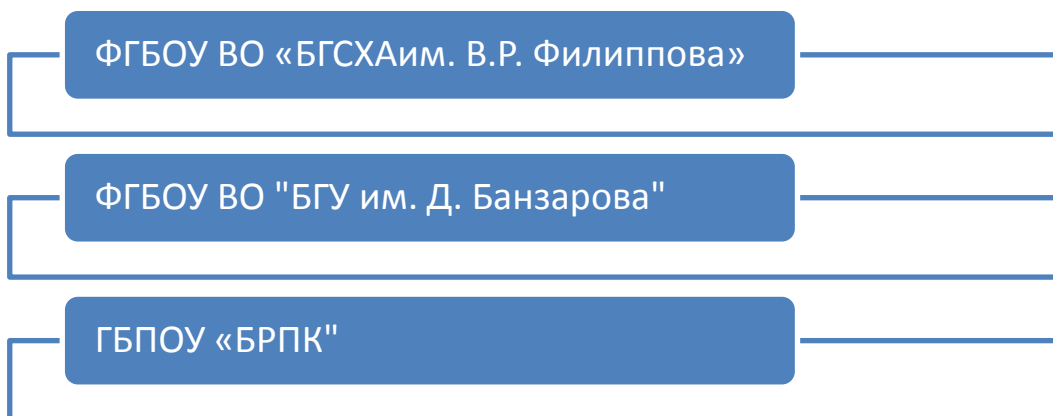 ФГБОУ ВО «БГСХАим. В.Р. Филиппова»
ФГБОУ ВО "БГУ им. Д. Банзарова"
ГБПОУ «БРПК"